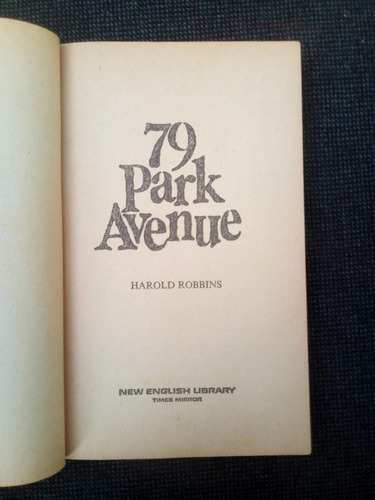 79
Park
Avenue
HAROLD ROBBINS
NEW ENGLISH LIBRARY
TIMES MIRROR